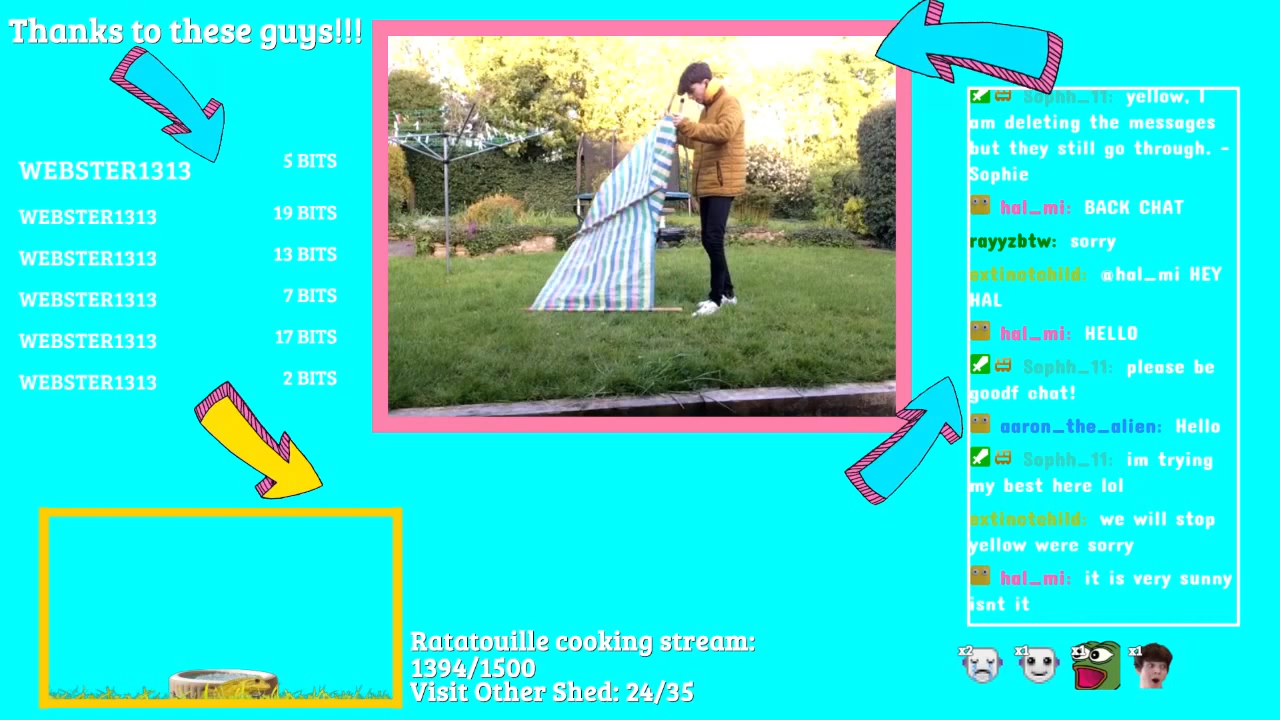 Thanks to these guys!!!
WEBSTER1313 5 BITS
WEBSTER1313 19 BITS
WEBSTER1313 13 BITS
WEBSTER1313 7 BITS
WEBSTER1313 17 BITS
WEBSTER1313 2 BITS
Ratatouille cooking stream:
1394/1500
Visit Other Shed: 24/35
Sophh_11: yellow, I
am deleting the messages
but they still go through. -
Sophie
hal_mi: BACK CHAT
rayyzbtw: sorry
extinctchild: @hal_mi HEY
HAL
hal_mi: HELLO
Sophh_11: please be
goodf chat!
aaron_the_alien: Hello
Sophh_11: im trying
my best here lol
extinctchild: we will stop
yellow were sorry
hal_mi: it is very sunny
isnt it
x2 x1 x1 x1